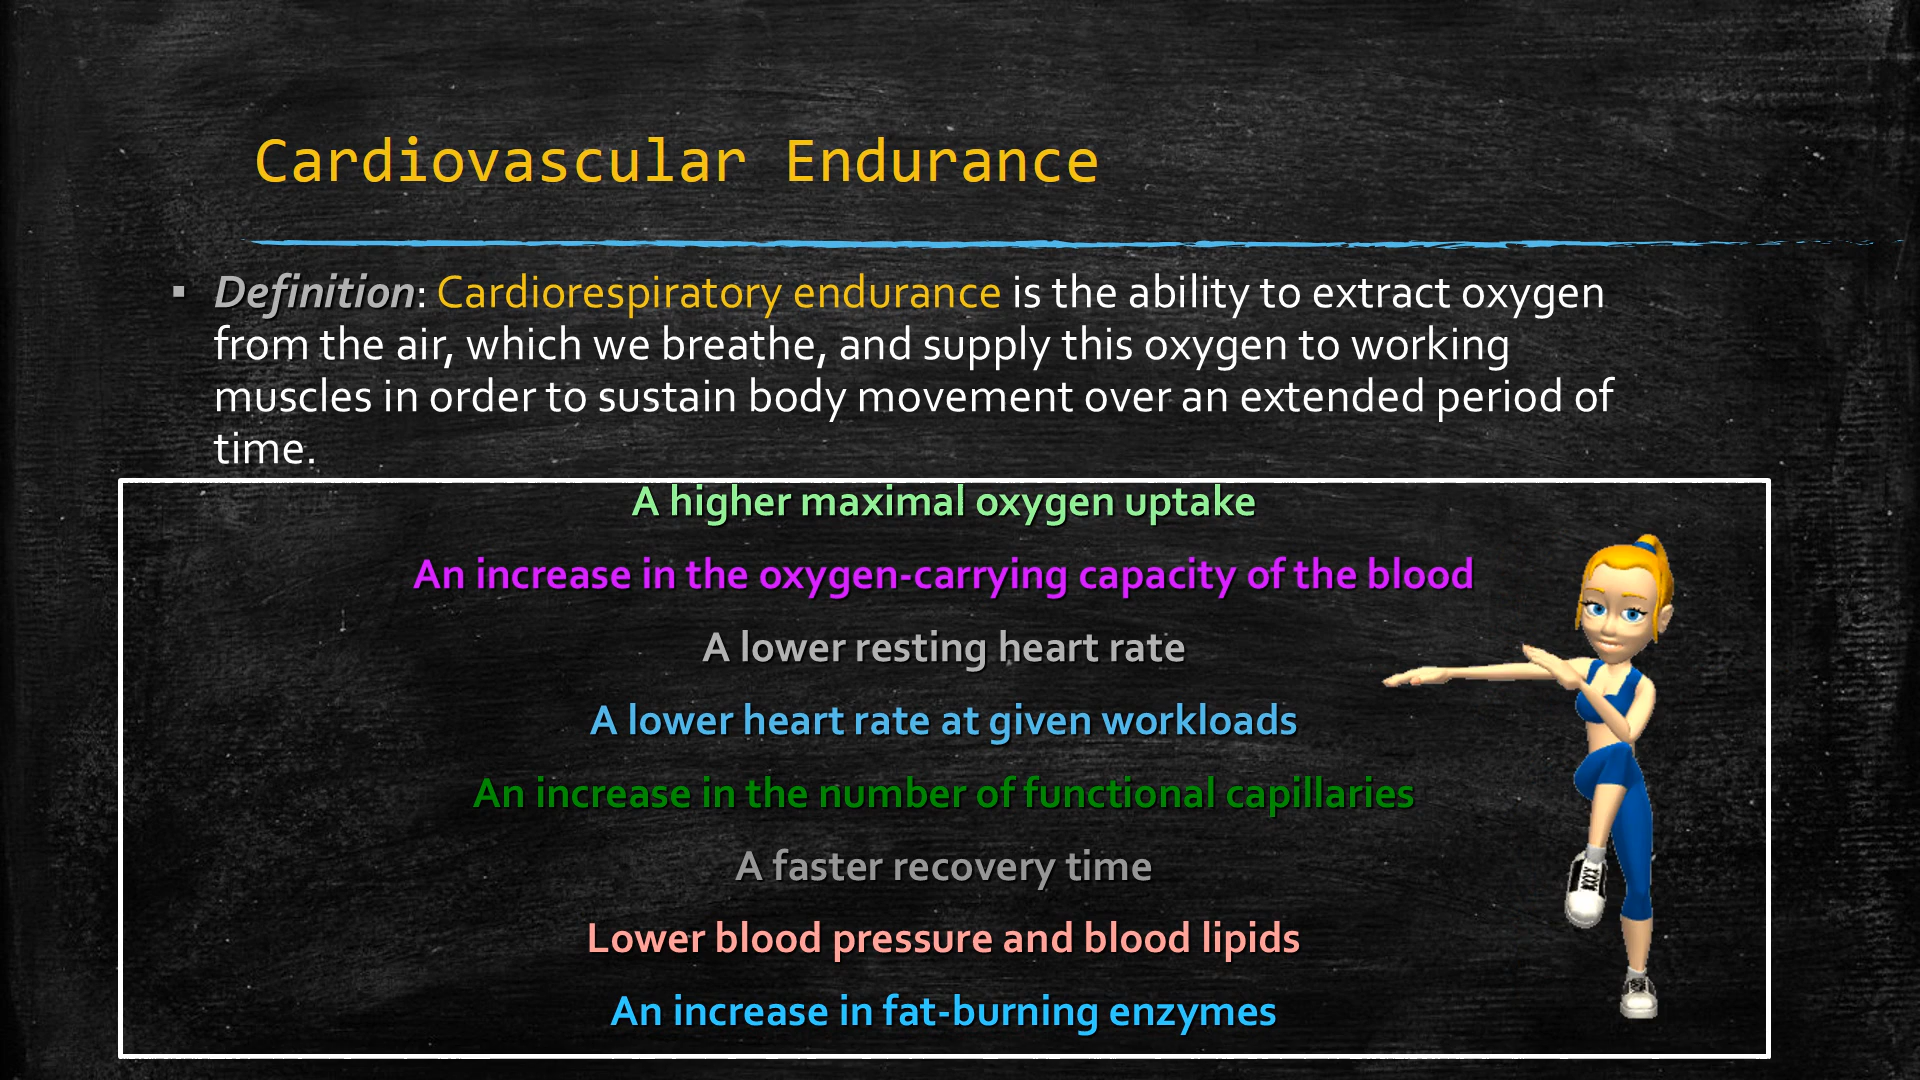 Cardiovascular Endurance
▪ Definition: Cardiorespiratory endurance is the ability to extract oxygen
from the air, which we breathe, and supply this oxygen to working
muscles in order to sustain body movement over an extended period of
time.
A higher maximal oxygen uptake
An increase in the oxygen-carrying capacity of the blood
A lower resting heart rate
A lower heart rate at given workloads
An increase in the number of functional capillaries
A faster recovery time
Lower blood pressure and blood lipids
An increase in fat-burning enzymes